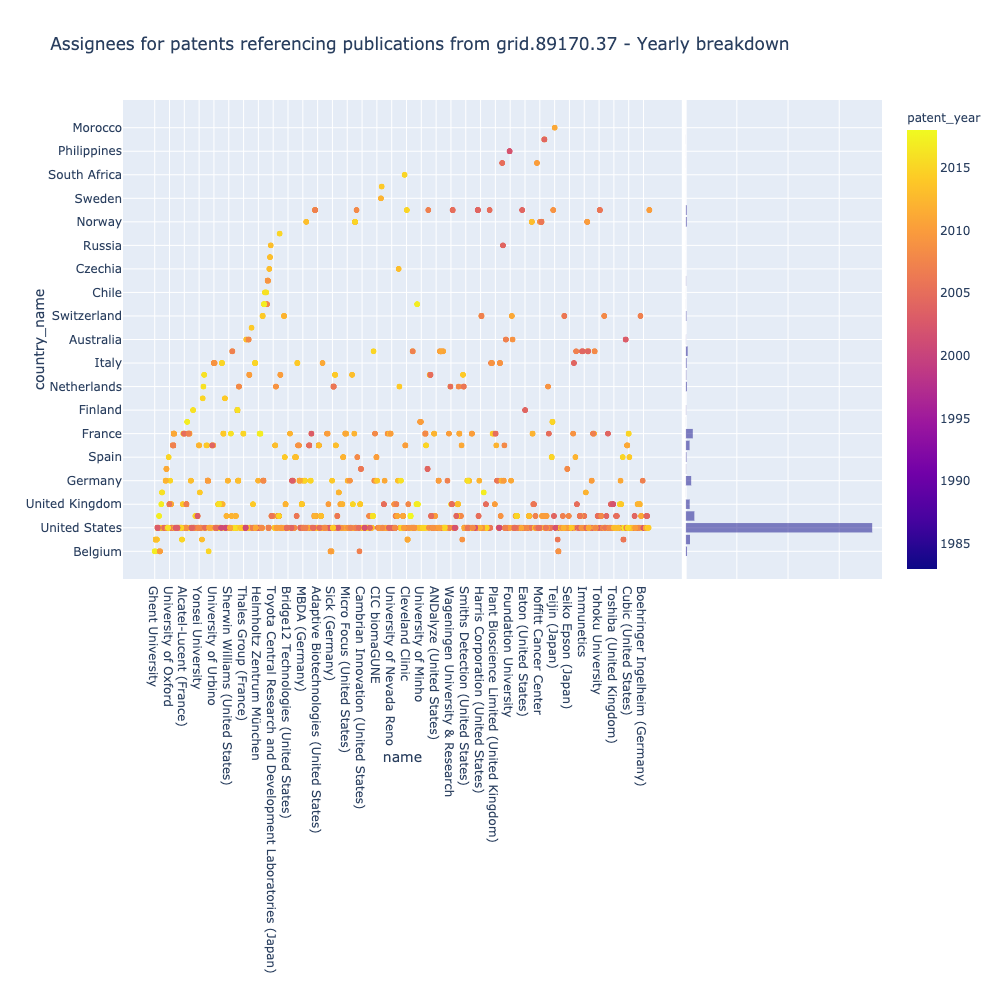 Assignees for patents referencing publications from grid.89170.37 - Yearly breakdown
patent_year
Morocco
Philippines
South Africa
Sweden
Norway
Russia
Czechia
Chile
Switzerland
Australia
Italy
Netherlands
Finland
France
Spain
Germany
United Kingdom
United States
Belgium
country_name
2015
2010
2005
2000
1995
1990
1985
Ghent University
University of Oxford
Alcatel-Lucent (France)
Yonsei University
University of Urbino
Sherwin Williams (United States)
Thales Group (France)
Helmholtz Zentrum München
Toyota Central Research and Development Laboratories (Japan)
Bridge12 Technologies (United States)
MBDA (Germany)
Adaptive Biotechnologies (United States)
Sick (Germany)
Micro Focus (United States)
Cambrian Innovation (United States)
CIC biomaGUNE
University of Nevada Reno
Cleveland Clinic
University of Minho
ANDalyze (United States)
Wageningen University & Research
Smiths Detection (United States)
Harris Corporation (United States)
Plant Bioscience Limited (United Kingdom)
Foundation University
Eaton (United States)
Moffitt Cancer Center
Teijin (Japan)
Seiko Epson (Japan)
Immunetics
Tohoku University
Toshiba (United Kingdom)
Cubic (United States)
Boehringer Ingelheim (Germany)
name